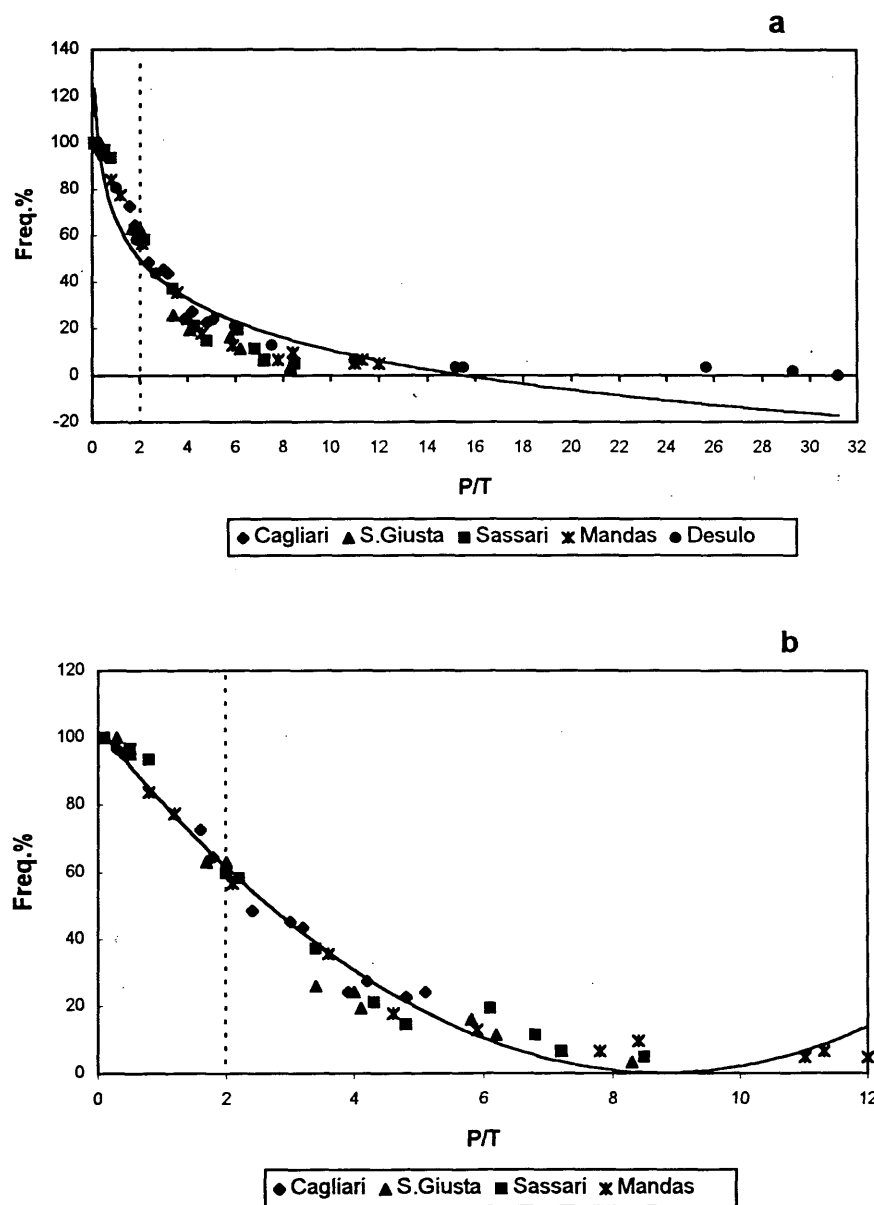 a
140
120
100
80
60
40
20
0
-20
Freq.%
0 2 4 6 8 10 12 14 16 18 20 22 24 26 28 30 32
P/T
Cagliari S.Giusta Sassari Mandas Desulo
b
120
100
80
60
40
20
0
Freq.%
0 2 4 6 8 10 12
P/T
Cagliari S.Giusta Sassari Mandas